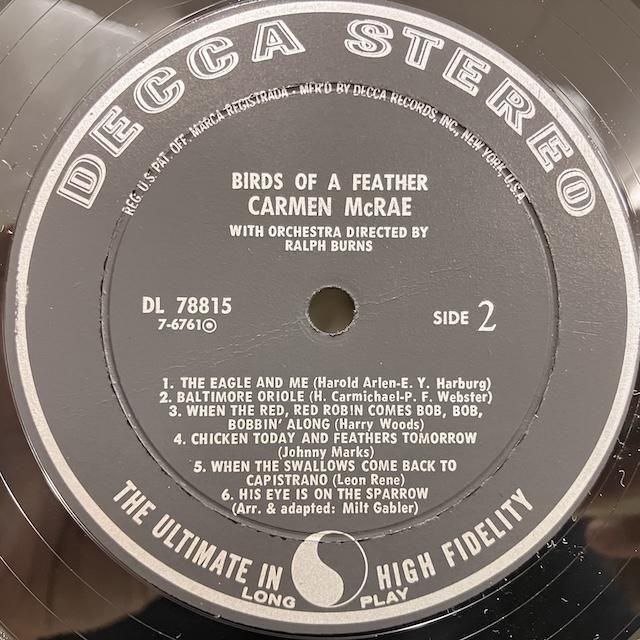 DECCA STEREO
REG. U.S. PAT. OFF. MARCA REGISTRADA • MFR'D BY DECCA RECORDS, INC., NEW YORK, U.S.A.
BIRDS OF A FEATHER
CARMEN McRAE
WITH ORCHESTRA DIRECTED BY
RALPH BURNS
DL 78815
7-6761
SIDE 2
1. THE EAGLE AND ME (Harold Arlen-E. Y. Harburg)
2. BALTIMORE ORIOLE (H. Carmichael-P. F. Webster)
3. WHEN THE RED, RED ROBIN COMES BOB, BOB,
BOBBIN' ALONG (Harry Woods)
4. CHICKEN TODAY AND FEATHERS TOMORROW
(Johnny Marks)
5. WHEN THE SWALLOWS COME BACK TO
CAPISTRANO (Leon Rene)
6. HIS EYE IS ON THE SPARROW
(Arr. & adapted: Milt Gabler)
THE ULTIMATE IN HIGH FIDELITY
LONG PLAY